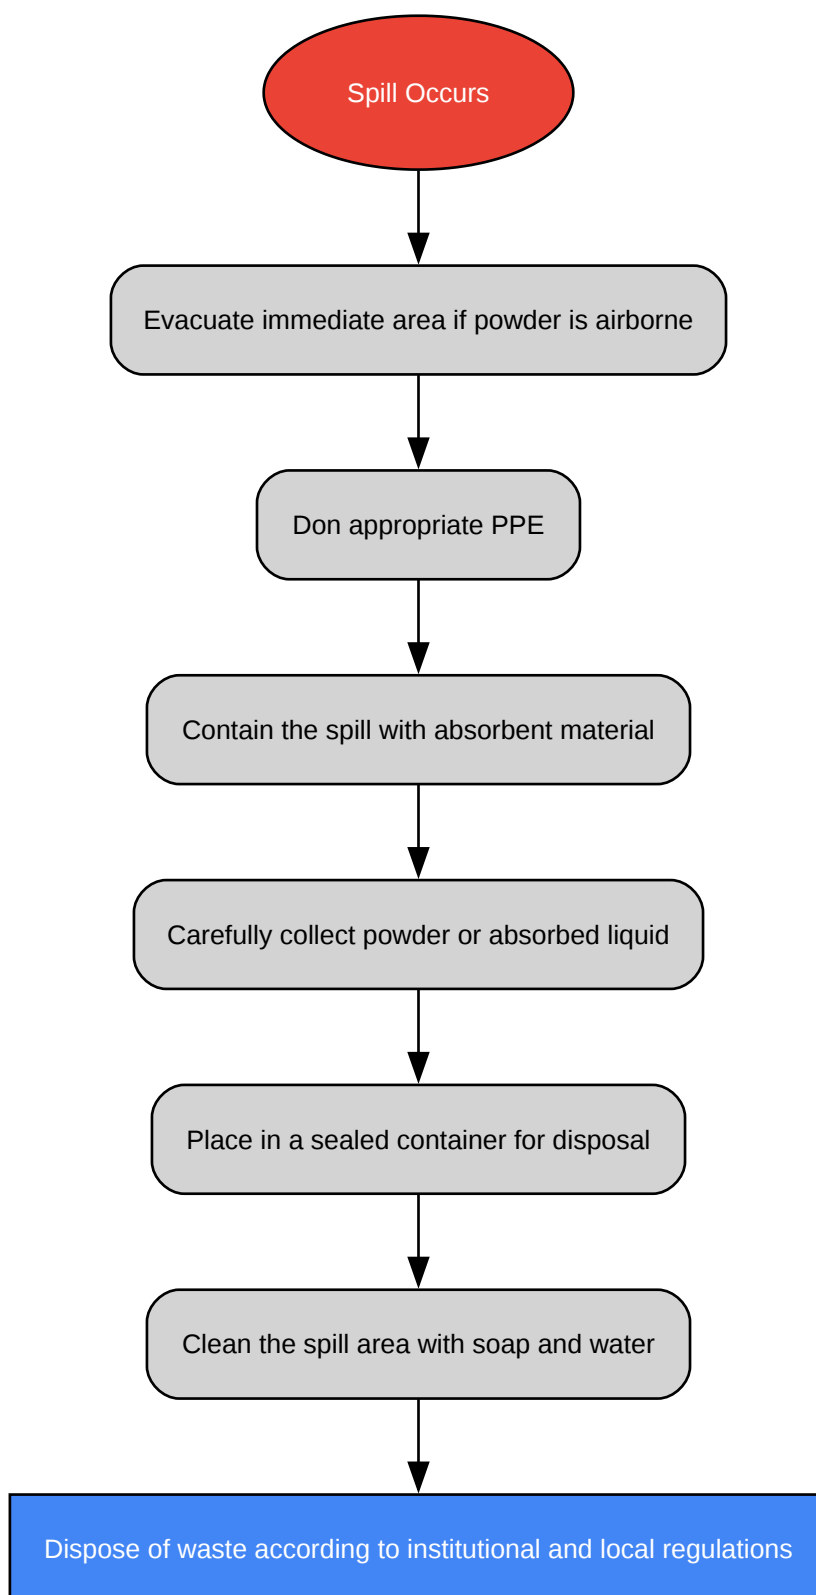 Spill Occurs
Evacuate immediate area if powder is airborne
Don appropriate PPE
Contain the spill with absorbent material
Carefully collect powder or absorbed liquid
Place in a sealed container for disposal
Clean the spill area with soap and water
Dispose of waste according to institutional and local regulations